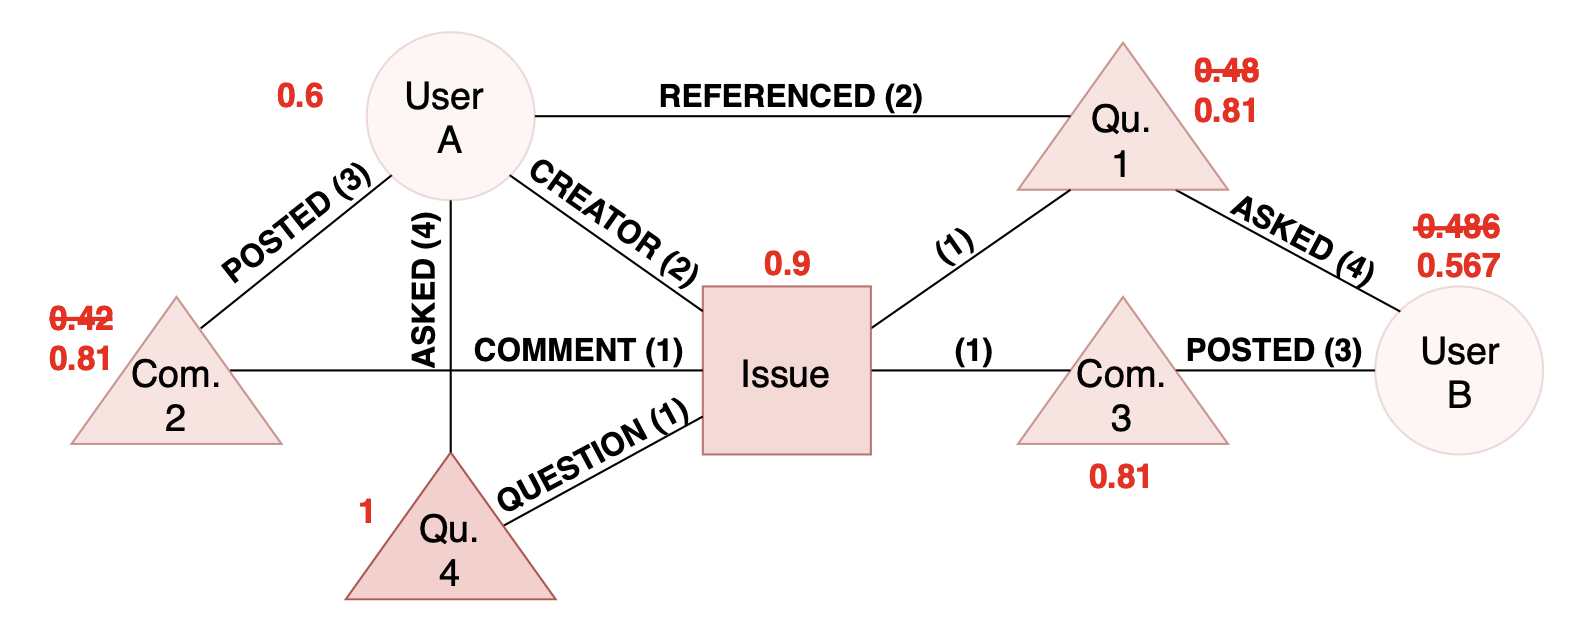 0.6
User
A
REFERENCED (2)
Qu.
1
0.48
0.81
POSTED (3)
ASKED (4)
CREATOR (2)
(1)
ASKED (4)
0.486
0.567
0.42
0.81
Com.
2
COMMENT (1)
0.9
Issue
(1)
Com.
3
0.81
POSTED (3)
User
B
QUESTION (1)
1
Qu.
4